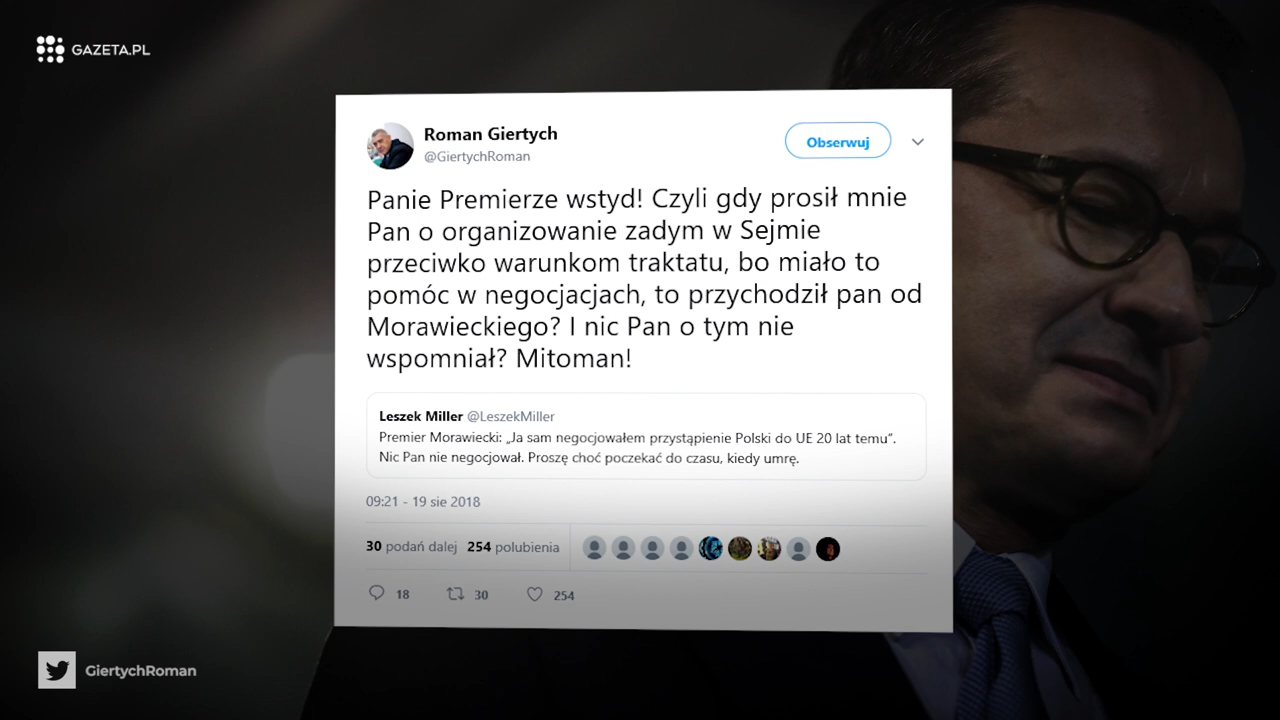 GAZETA.PL
Roman Giertych
@GiertychRoman
Obserwuj
Panie Premierze wstyd! Czyli gdy prosił mnie
Pan o organizowanie zadym w Sejmie
przeciwko warunkom traktatu, bo miało to
pomóc w negocjacjach, to przychodził pan od
Morawieckiego? I nic Pan o tym nie
wspomniał? Mitoman!
Leszek Miller @LeszekMiller
Premier Morawiecki: „Ja sam negocjowałem przystąpienie Polski do UE 20 lat temu”.
Nic Pan nie negocjował. Proszę choć poczekać do czasu, kiedy umrę.
09:21 - 19 sie 2018
30 podań dalej 254 polubienia
18 30 254
GiertychRoman